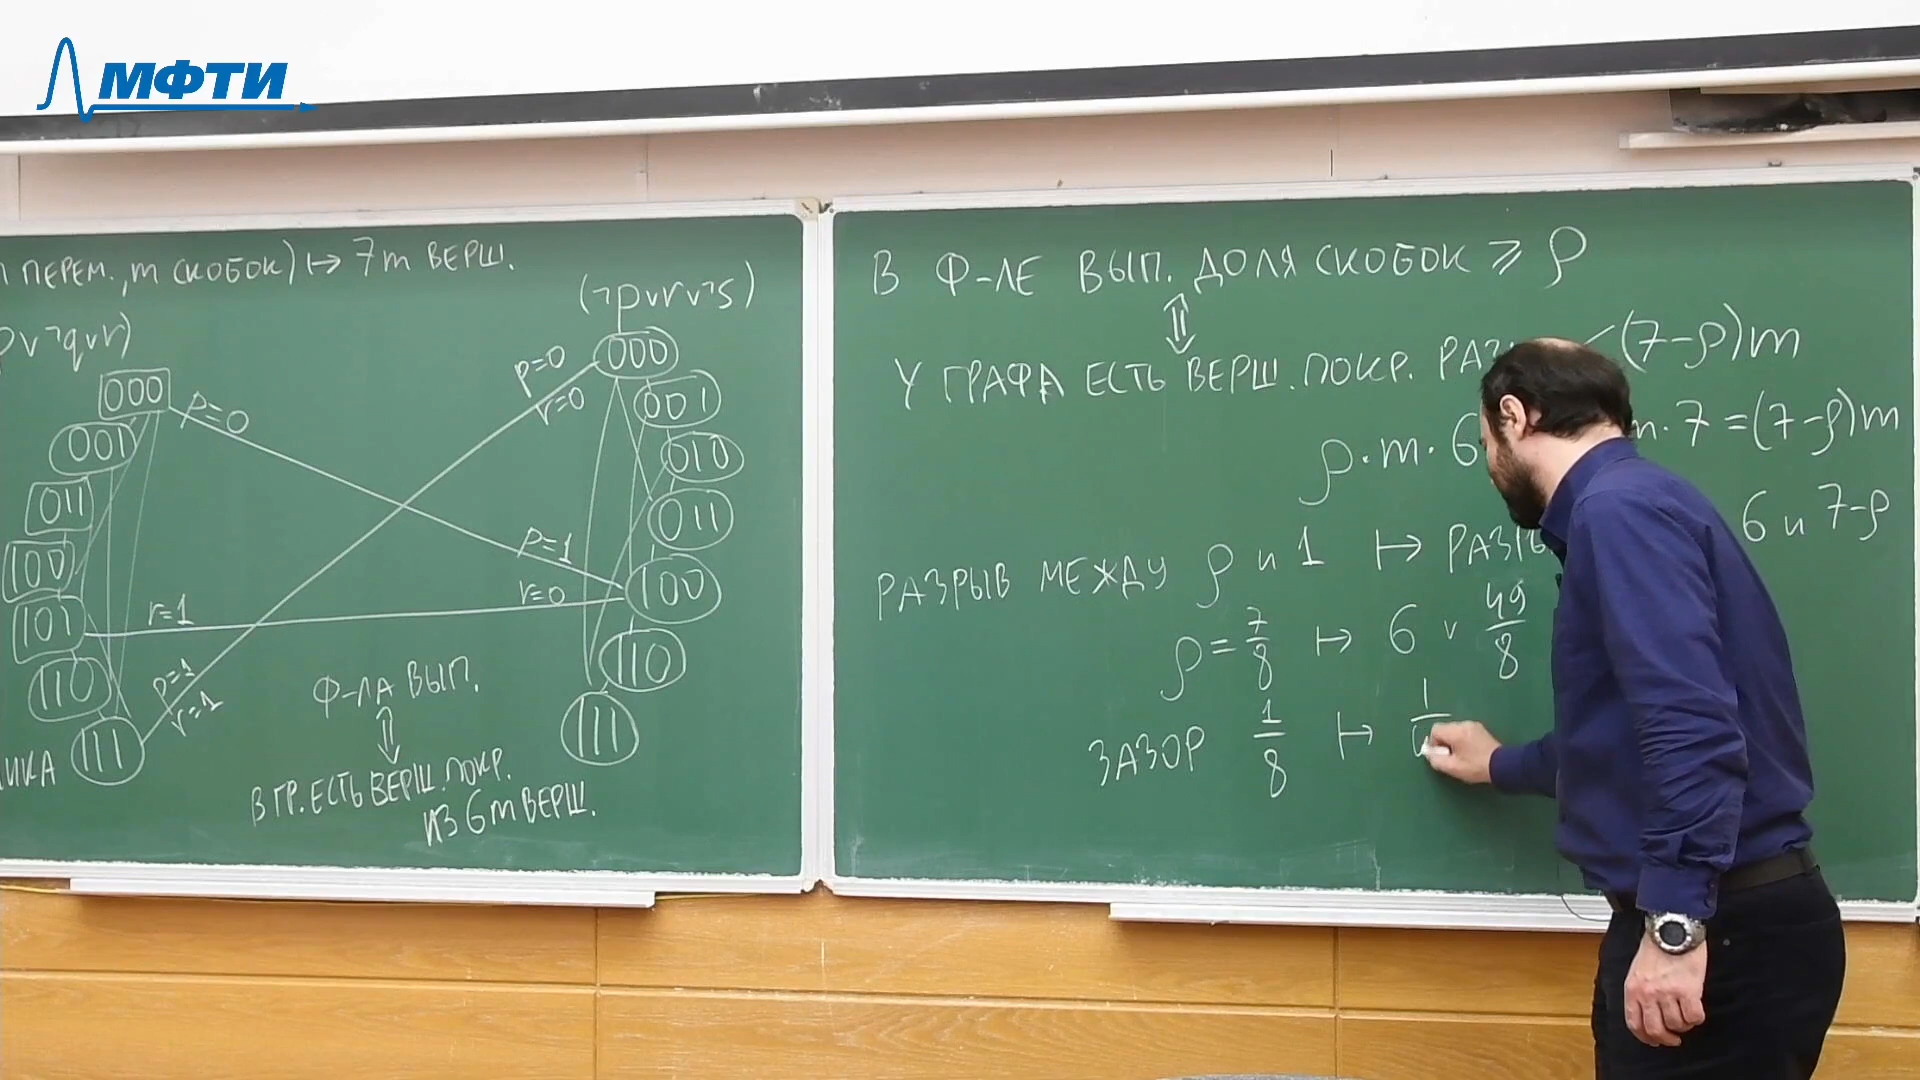 МФТИ
ПЕРЕМ., m СКОБОК) ↦ 7m ВЕРШ.
∨¬q∨r)
000
001
011
100
101
110
111
p=0
r=1
p=1
r=1
(¬p∨r∨¬s)
000
001
010
011
100
110
111
p=0
r=0
p=1
r=0
Ф-ЛА ВЫП.
⇕
В ГР. ЕСТЬ ВЕРШ. ПОКР.
ИЗ 6m ВЕРШ.
В Ф-ЛЕ ВЫП. ДОЛЯ СКОБОК ⩾ ρ
⇕
У ГРАФА ЕСТЬ ВЕРШ. ПОКР. (7-ρ)m
ρ·m·6 m·7=(7-ρ)m
РАЗРЫВ МЕЖДУ ρ и 1 ↦ 6 и 7-ρ
ρ=7/8 ↦ 6 v 49/8
ЗАЗОР 1/8 ↦